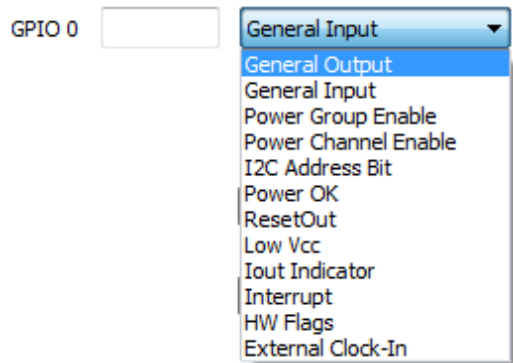 GPIO 0 General Input
General Output
General Input
Power Group Enable
Power Channel Enable
I2C Address Bit
Power OK
ResetOut
Low Vcc
Iout Indicator
Interrupt
HW Flags
External Clock-In